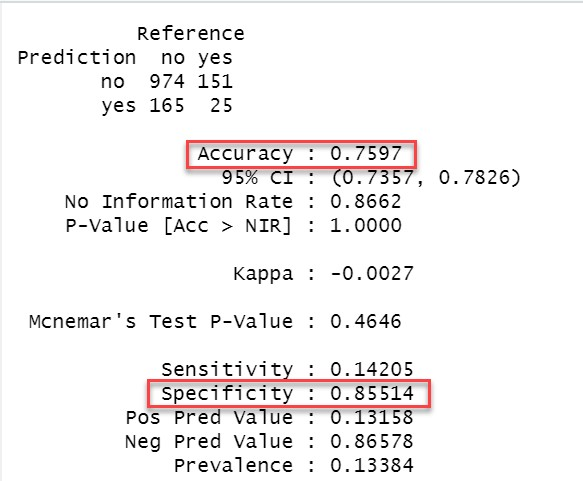 Reference
Prediction no yes
no 974 151
yes 165 25
Accuracy : 0.7597
95% CI : (0.7357, 0.7826)
No Information Rate : 0.8662
P-Value [Acc > NIR] : 1.0000
Kappa : -0.0027
Mcnemar's Test P-Value : 0.4646
Sensitivity : 0.14205
Specificity : 0.85514
Pos Pred Value : 0.13158
Neg Pred Value : 0.86578
Prevalence : 0.13384